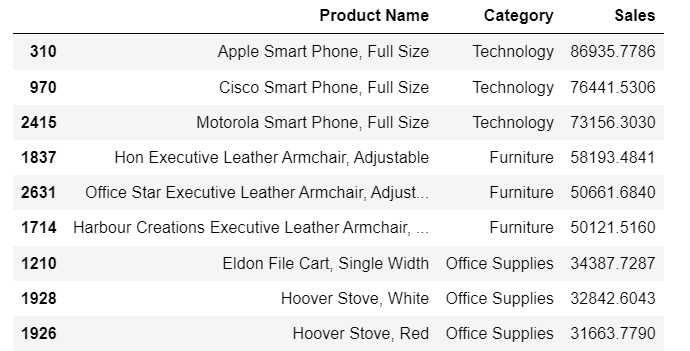 Product Name Category Sales
310 Apple Smart Phone, Full Size Technology 86935.7786
970 Cisco Smart Phone, Full Size Technology 76441.5306
2415 Motorola Smart Phone, Full Size Technology 73156.3030
1837 Hon Executive Leather Armchair, Adjustable Furniture 58193.4841
2631 Office Star Executive Leather Armchair, Adjust... Furniture 50661.6840
1714 Harbour Creations Executive Leather Armchair, ... Furniture 50121.5160
1210 Eldon File Cart, Single Width Office Supplies 34387.7287
1928 Hoover Stove, White Office Supplies 32842.6043
1926 Hoover Stove, Red Office Supplies 31663.7790